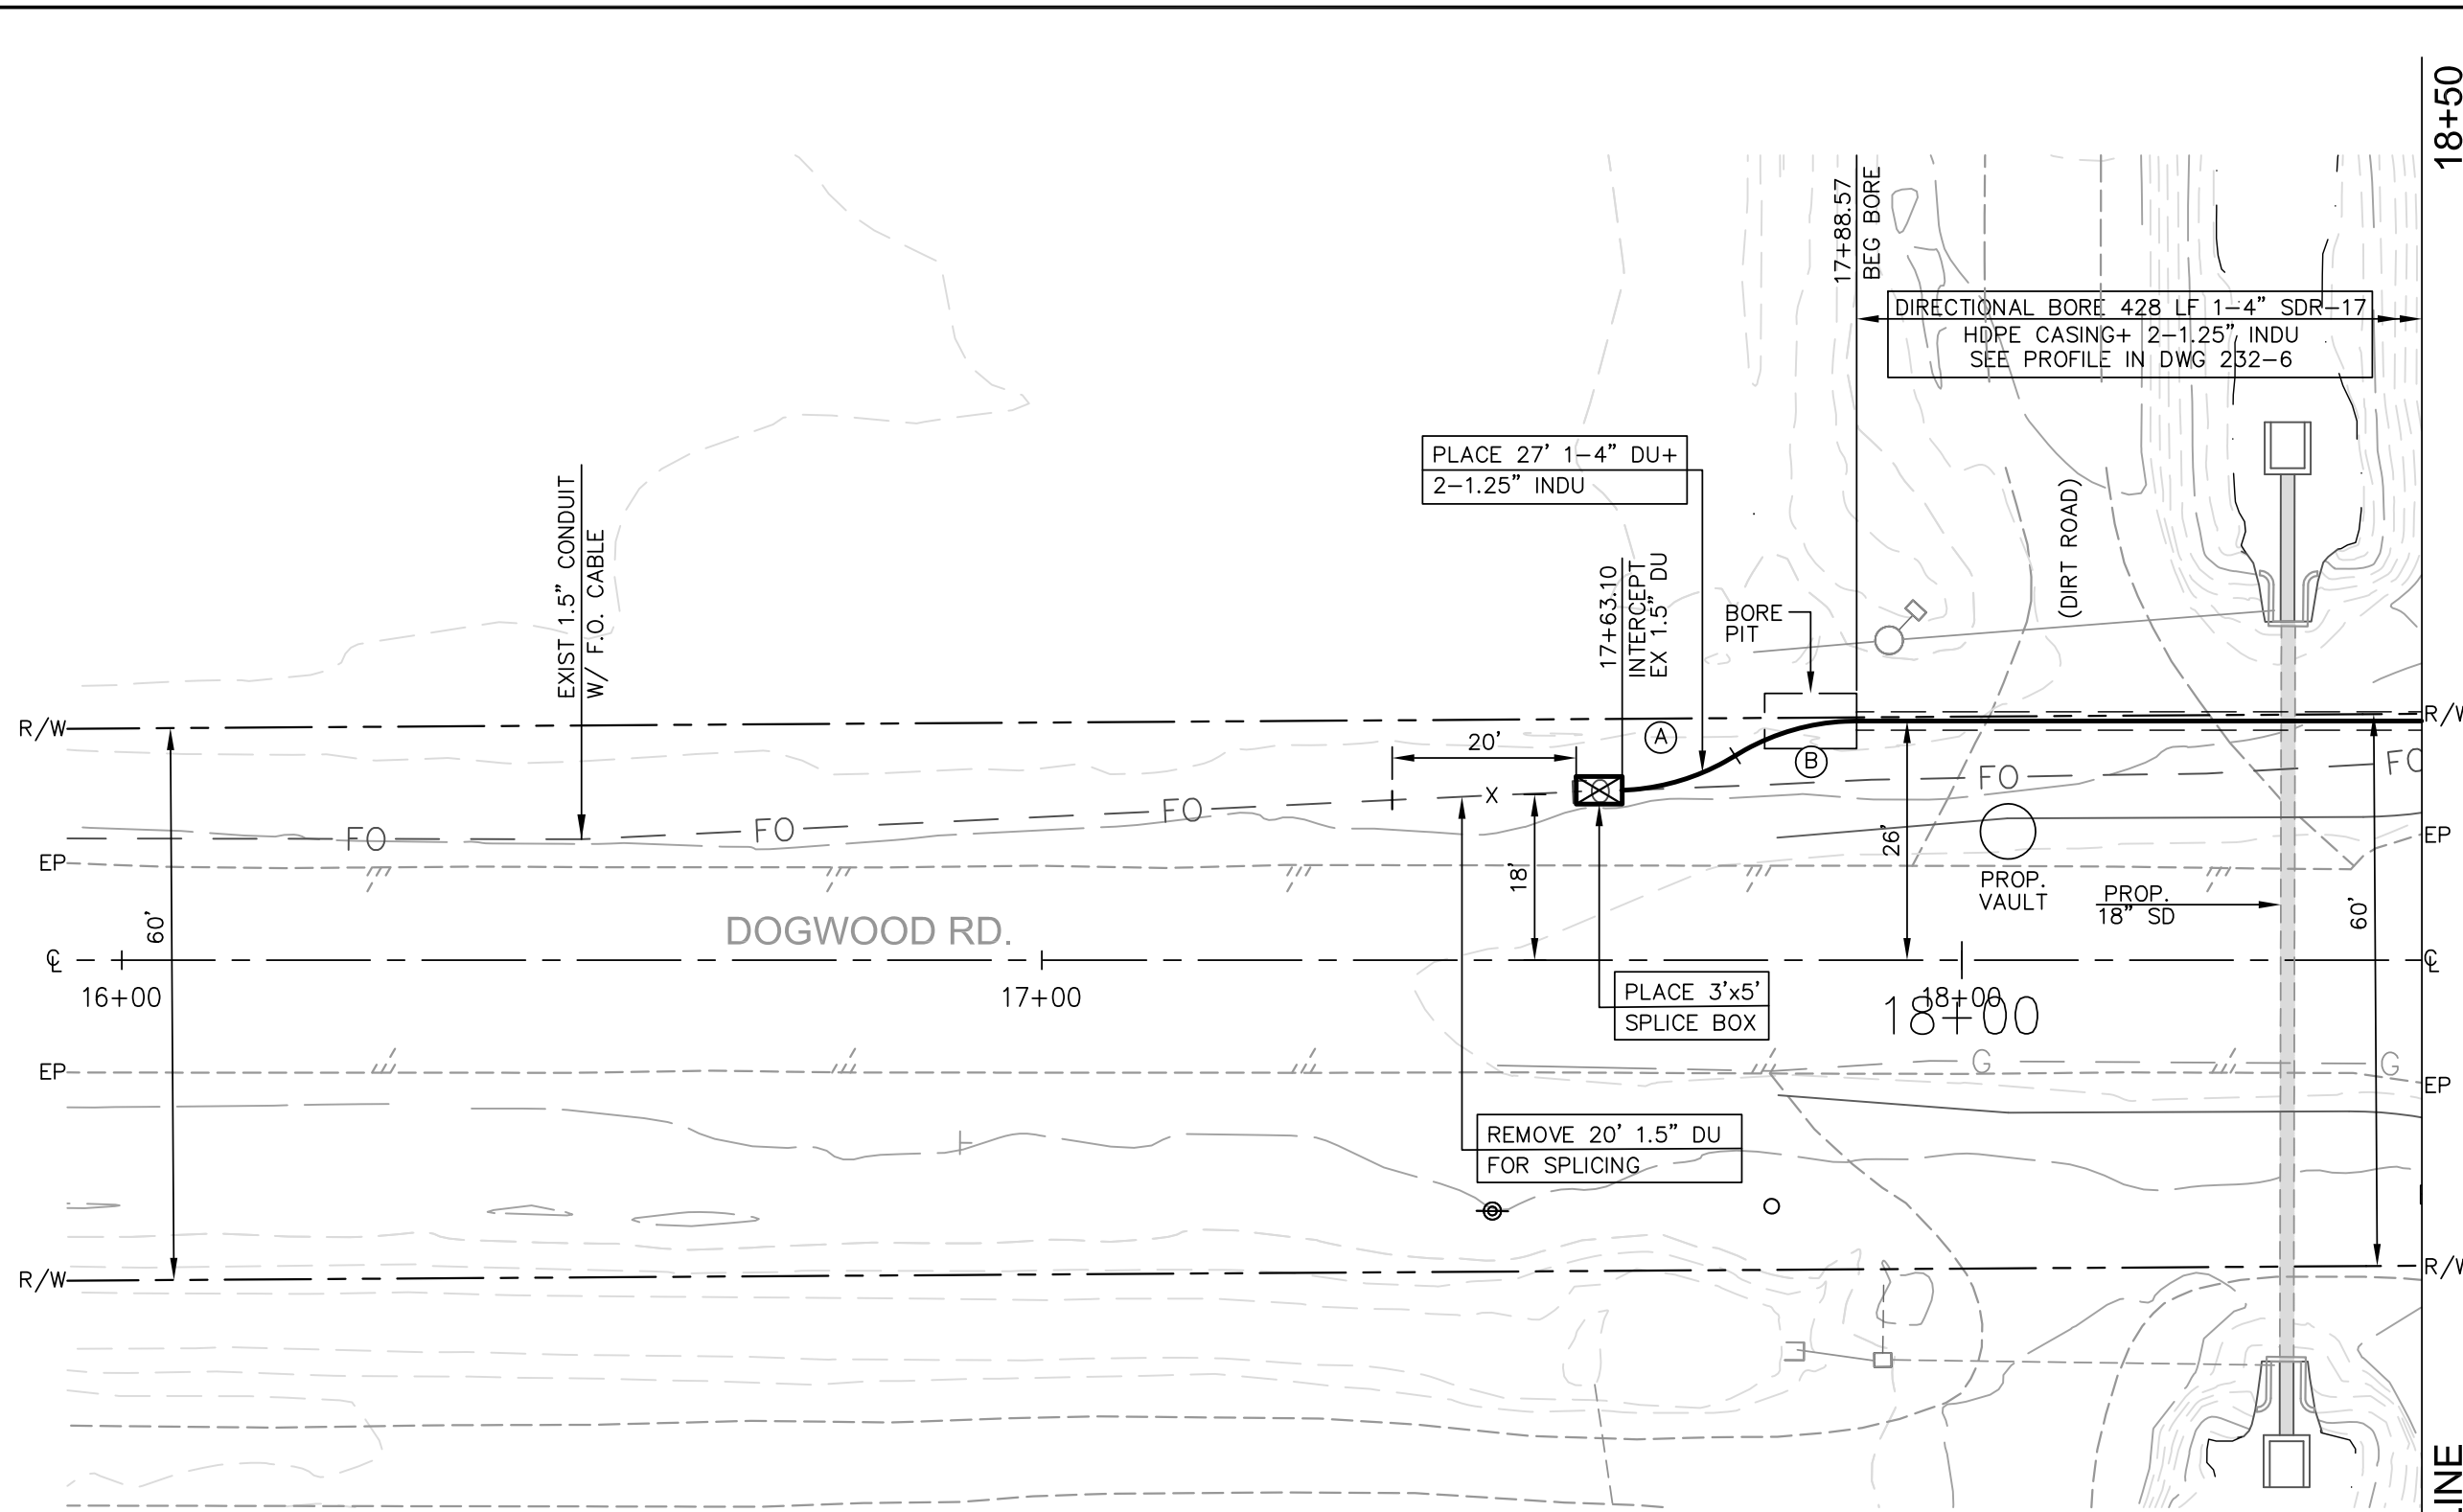 18+50
17+88.57
BEG BORE
DIRECTIONAL BORE 428 LF 1-4" SDR-17
HDPE CASING+ 2-1.25" INDU
SEE PROFILE IN DWG 232-6
PLACE 27' 1-4" DU+
2-1.25" INDU
EXIST 1.5" CONDUIT
W/ F.O. CABLE
17+63.10
INTERCEPT
EX 1.5" DU
BORE
PIT
(DIRT ROAD)
R/W
R/W
20'
A
B
FO
FO
FO
FO
FO
X
EP
EP
18'
26'
60'
60'
PROP.
VAULT
PROP.
18" SD
DOGWOOD RD.
℄
℄
16+00
17+00
18+00
18+00
PLACE 3'x5'
SPLICE BOX
EP
EP
G
G
REMOVE 20' 1.5" DU
FOR SPLICING
R/W
R/W
INE